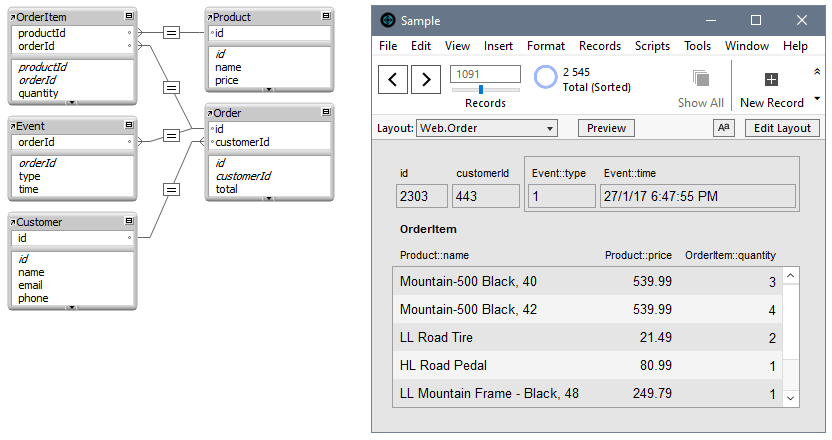 OrderItem
productId
orderId
productId
orderId
quantity
Event
orderId
orderId
type
time
Customer
id
id
name
email
phone
Product
id
id
name
price
Order
id
customerId
id
customerId
total
Sample
File Edit View Insert Format Records Scripts Tools Window Help
1091
Records
2 545
Total (Sorted)
Show All
New Record
Layout: Web.Order Preview Aa Edit Layout
id customerId Event::type Event::time
2303 443 1 27/1/17 6:47:55 PM
OrderItem
Product::name Product::price OrderItem::quantity
Mountain-500 Black, 40 539.99 3
Mountain-500 Black, 42 539.99 4
LL Road Tire 21.49 2
HL Road Pedal 80.99 1
LL Mountain Frame - Black, 48 249.79 1